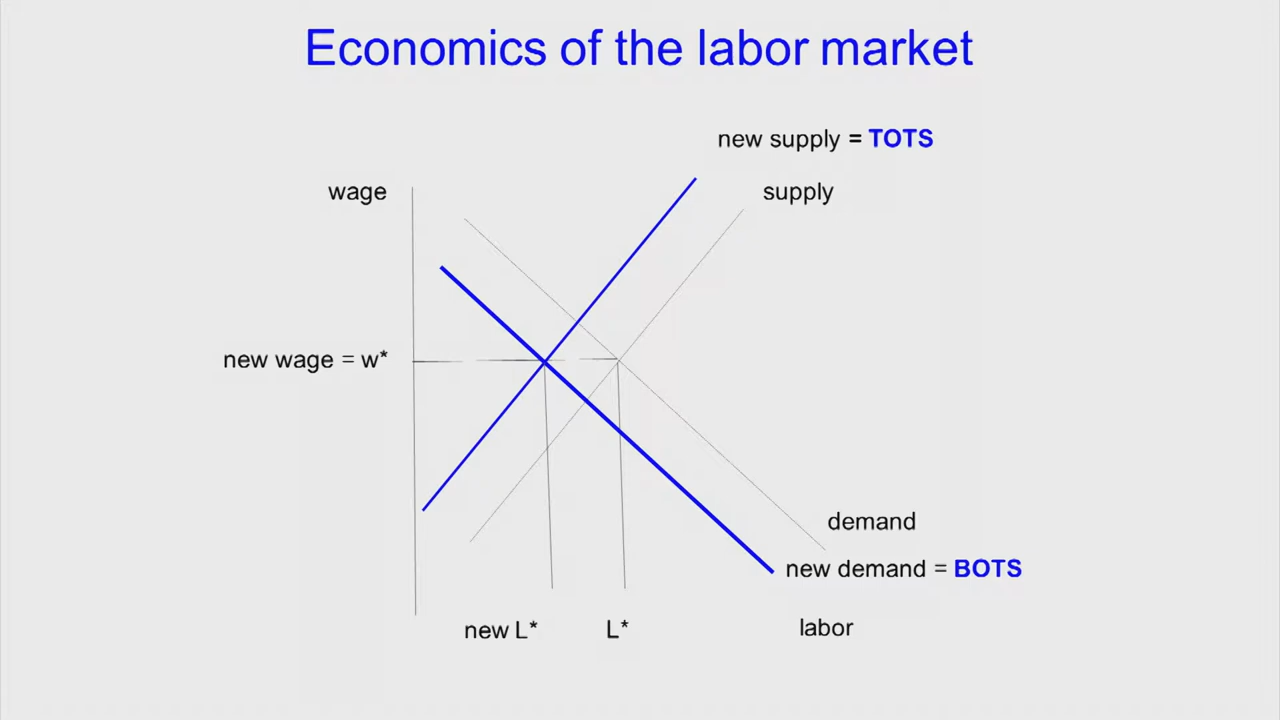 Economics of the labor market
new supply = TOTS
wage
supply
new wage = w*
demand
new demand = BOTS
new L*
L*
labor